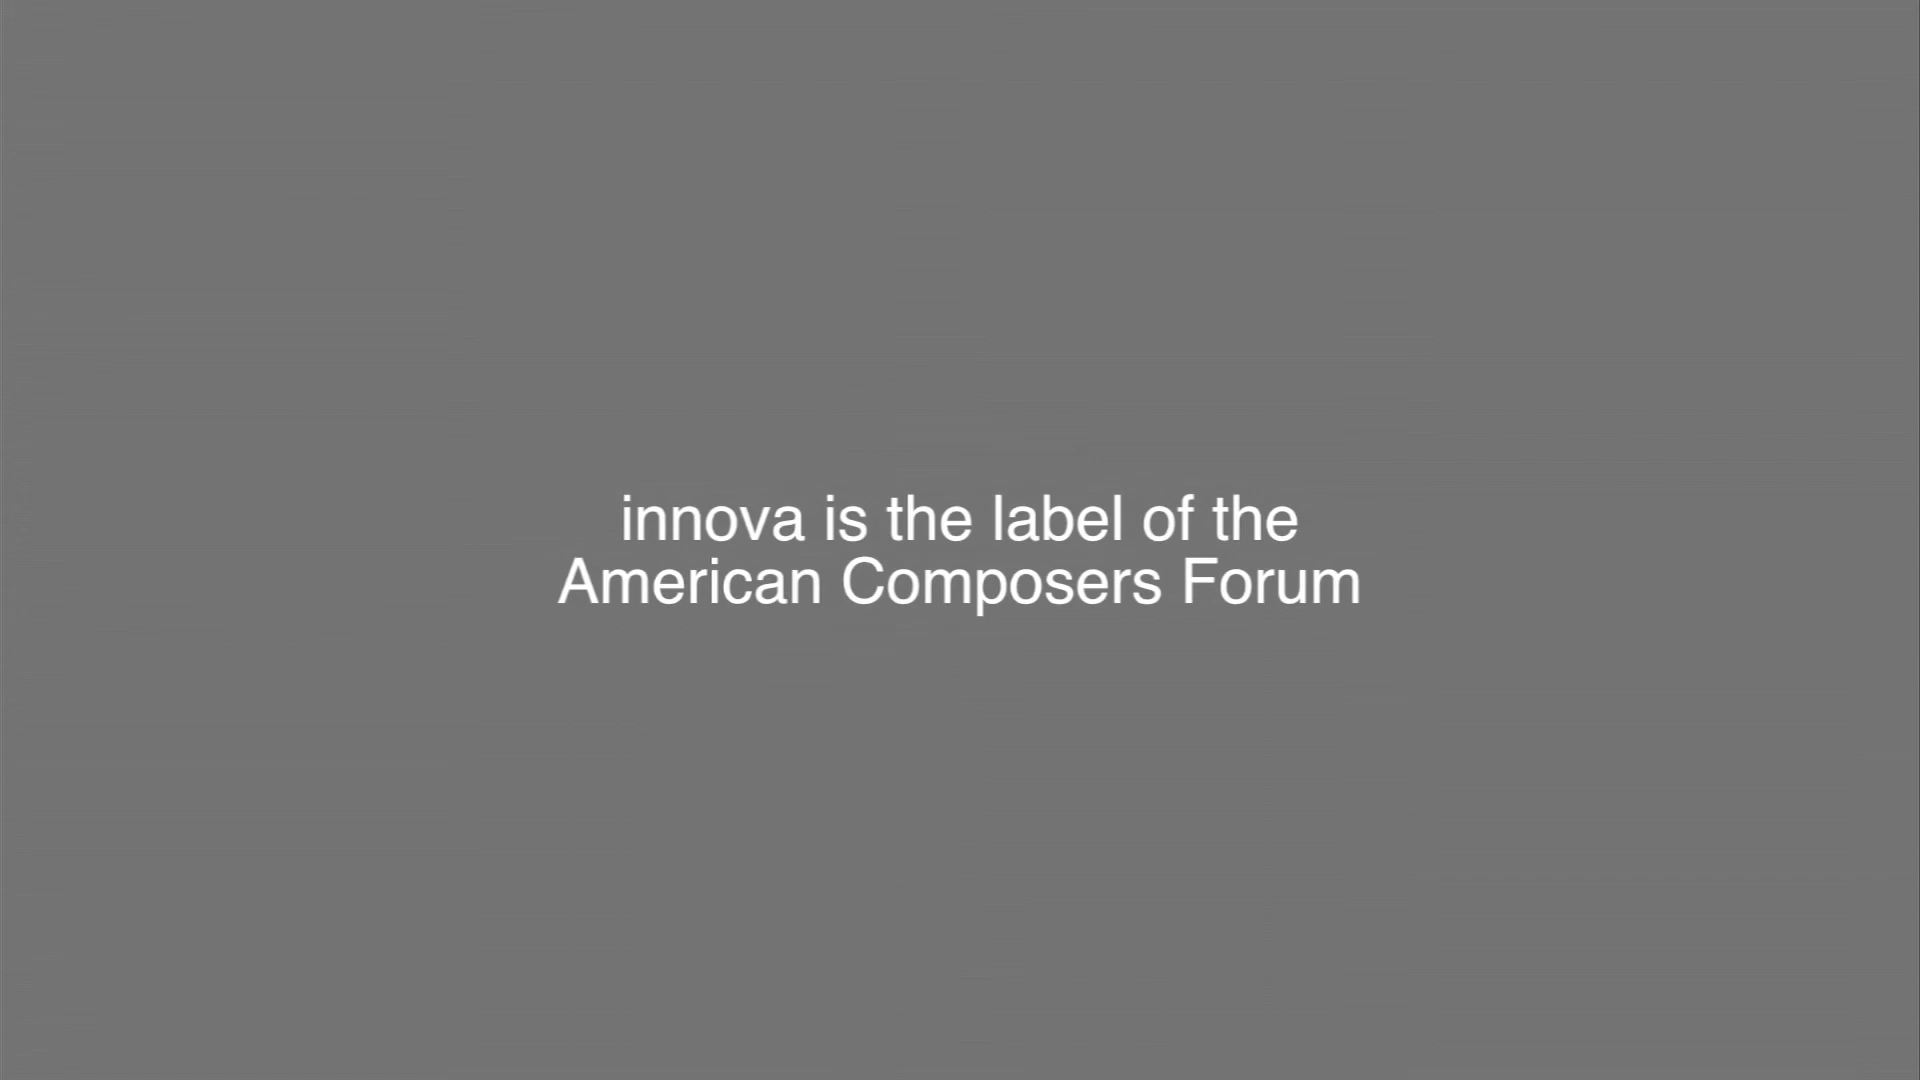 innova is the label of the
American Composers Forum